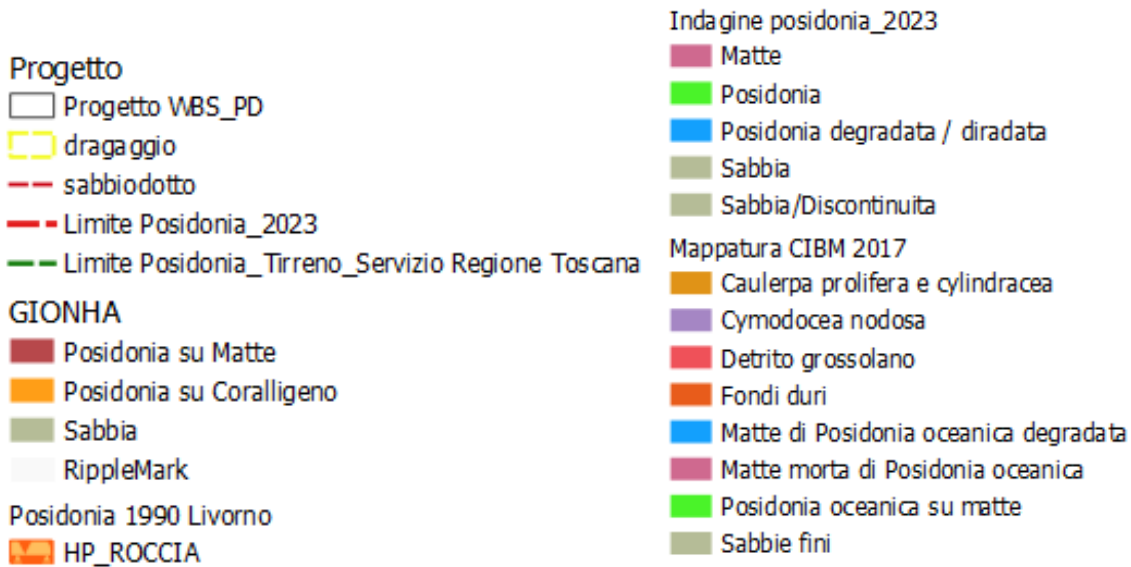 Progetto
Progetto WBS_PD
dragaggio
sabbiodotto
Limite Posidonia_2023
Limite Posidonia_Tirreno_Servizio Regione Toscana
GIONHA
Posidonia su Matte
Posidonia su Coralligeno
Sabbia
RippleMark
Posidonia 1990 Livorno
HP_ROCCIA
Indagine posidonia_2023
Matte
Posidonia
Posidonia degradata / diradata
Sabbia
Sabbia/Discontinuita
Mappatura CIBM 2017
Caulerpa prolifera e cylindracea
Cymodocea nodosa
Detrito grossolano
Fondi duri
Matte di Posidonia oceanica degradata
Matte morta di Posidonia oceanica
Posidonia oceanica su matte
Sabbie fini